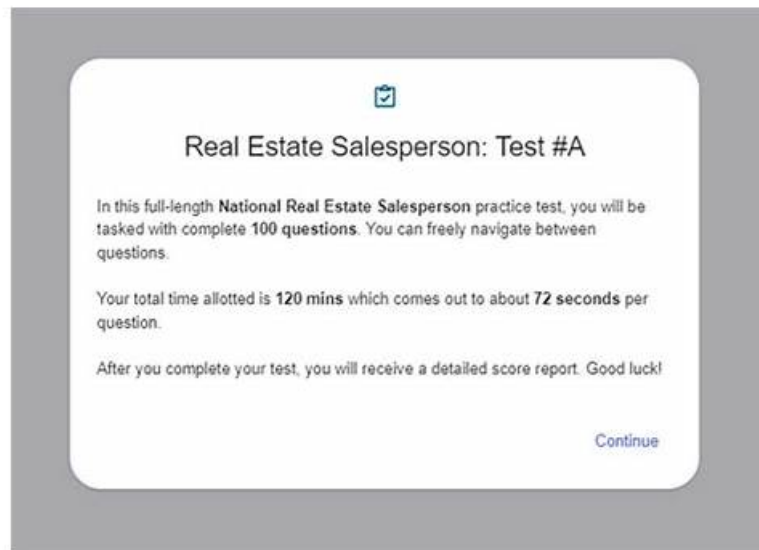 Real Estate Salesperson: Test #A
In this full-length National Real Estate Salesperson practice test, you will be
tasked with complete 100 questions. You can freely navigate between
questions.
Your total time allotted is 120 mins which comes out to about 72 seconds per
question.
After you complete your test, you will receive a detailed score report. Good luck!
Continue